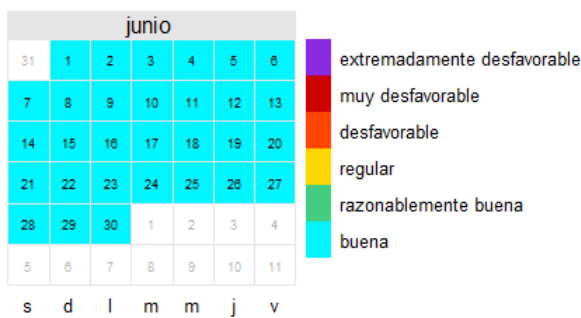 junio
31 1 2 3 4 5 6
7 8 9 10 11 12 13
14 15 16 17 18 19 20
21 22 23 24 25 26 27
28 29 30 1 2 3 4
5 6 7 8 9 10 11
s d l m m j v
extremadamente desfavorable
muy desfavorable
desfavorable
regular
razonablemente buena
buena